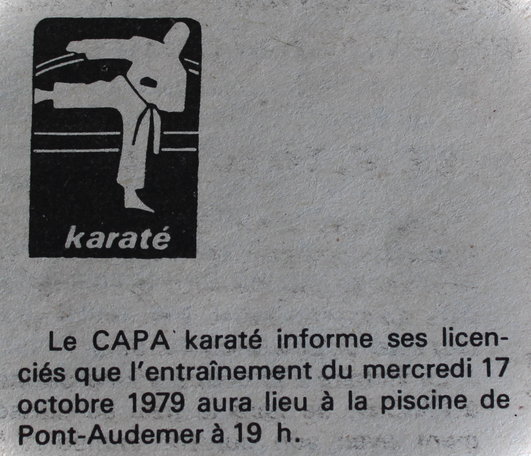 karaté
Le CAPA karaté informe ses licen-
ciés que l'entraînement du mercredi 17
octobre 1979 aura lieu à la piscine de
Pont-Audemer à 19 h.